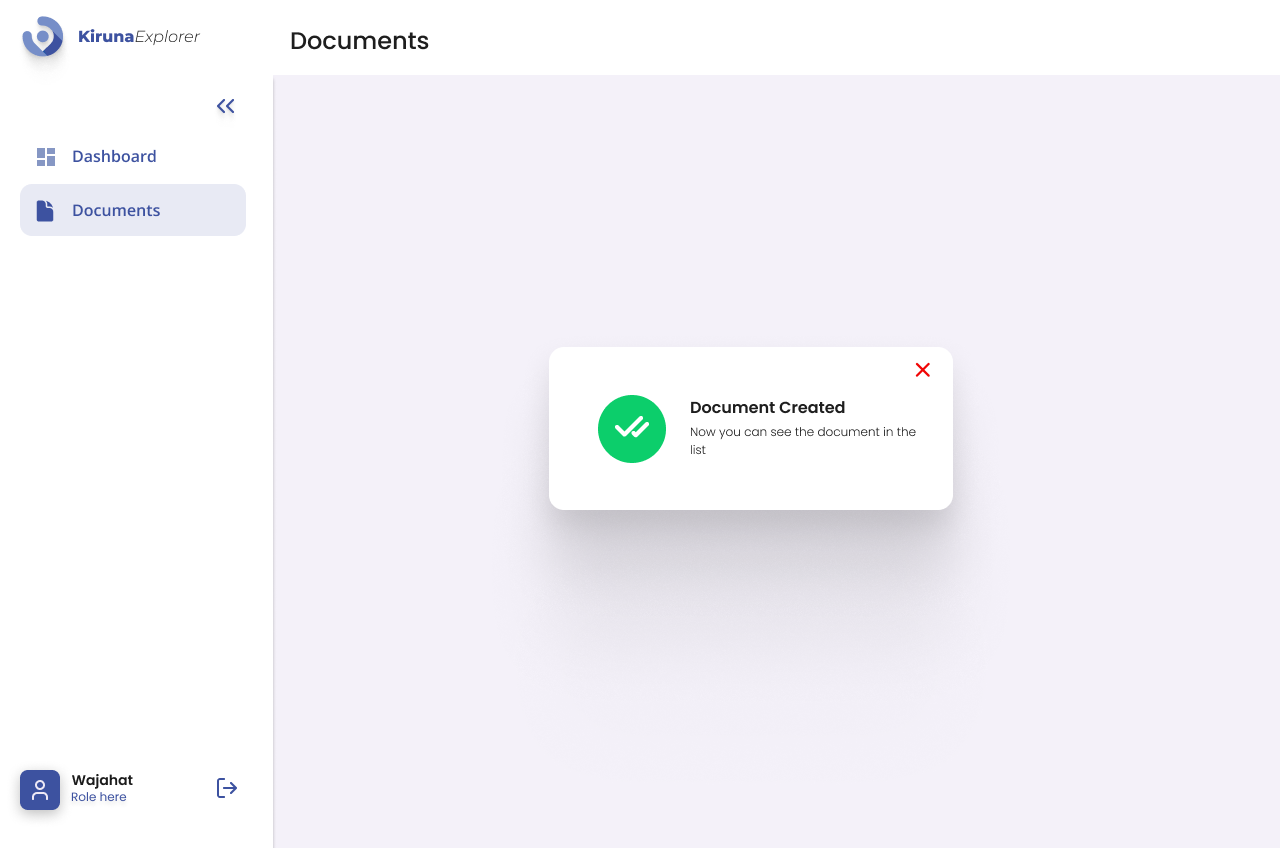 KirunaExplorer
Documents
Dashboard
Documents
Document Created
Now you can see the document in the
list
Wajahat
Role here